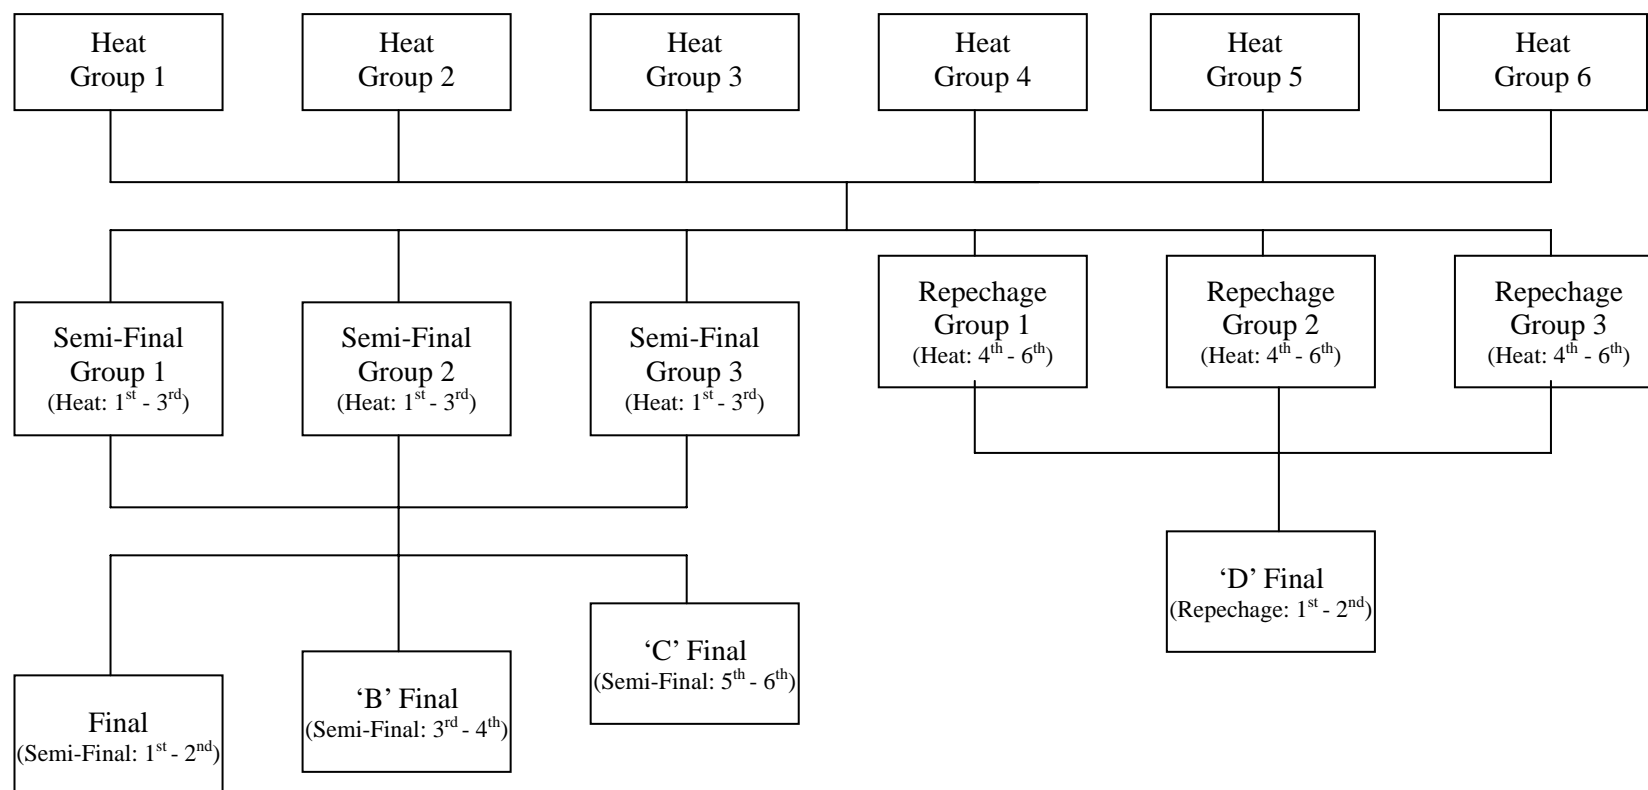 Heat
Group 1
Heat
Group 2
Heat
Group 3
Heat
Group 4
Heat
Group 5
Heat
Group 6
Semi-Final
Group 1
(Heat: 1st - 3rd)
Semi-Final
Group 2
(Heat: 1st - 3rd)
Semi-Final
Group 3
(Heat: 1st - 3rd)
Repechage
Group 1
(Heat: 4th - 6th)
Repechage
Group 2
(Heat: 4th - 6th)
Repechage
Group 3
(Heat: 4th - 6th)
Final
(Semi-Final: 1st - 2nd)
‘B’ Final
(Semi-Final: 3rd - 4th)
‘C’ Final
(Semi-Final: 5th - 6th)
‘D’ Final
(Repechage: 1st - 2nd)